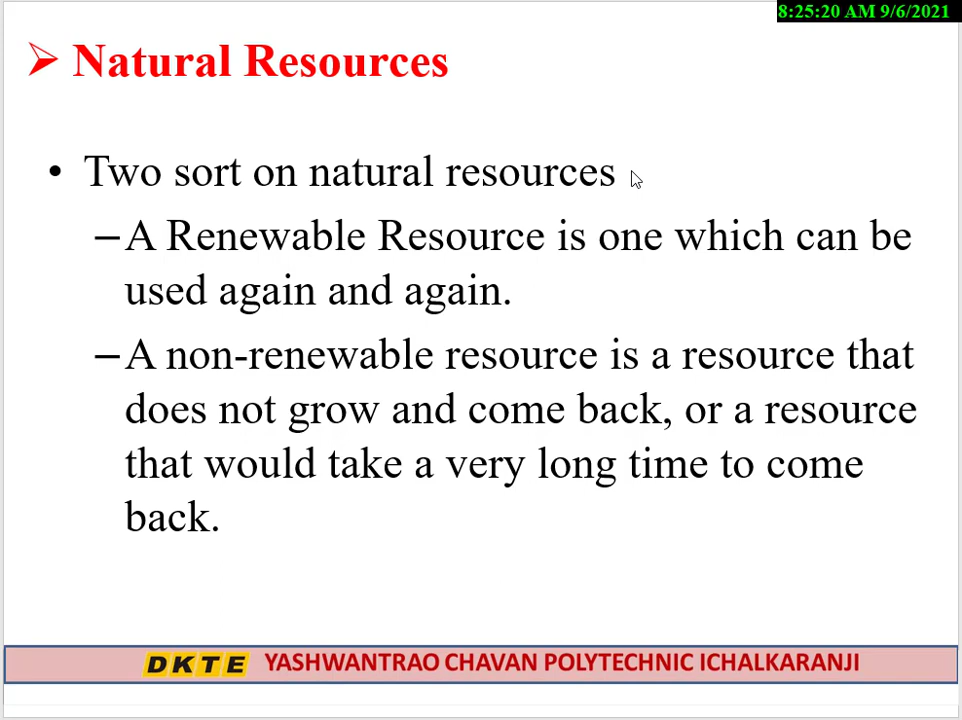 8:25:20 AM 9/6/2021
➢ Natural Resources
• Two sort on natural resources
– A Renewable Resource is one which can be
used again and again.
– A non-renewable resource is a resource that
does not grow and come back, or a resource
that would take a very long time to come
back.
DKTE YASHWANTRAO CHAVAN POLYTECHNIC ICHALKARANJI